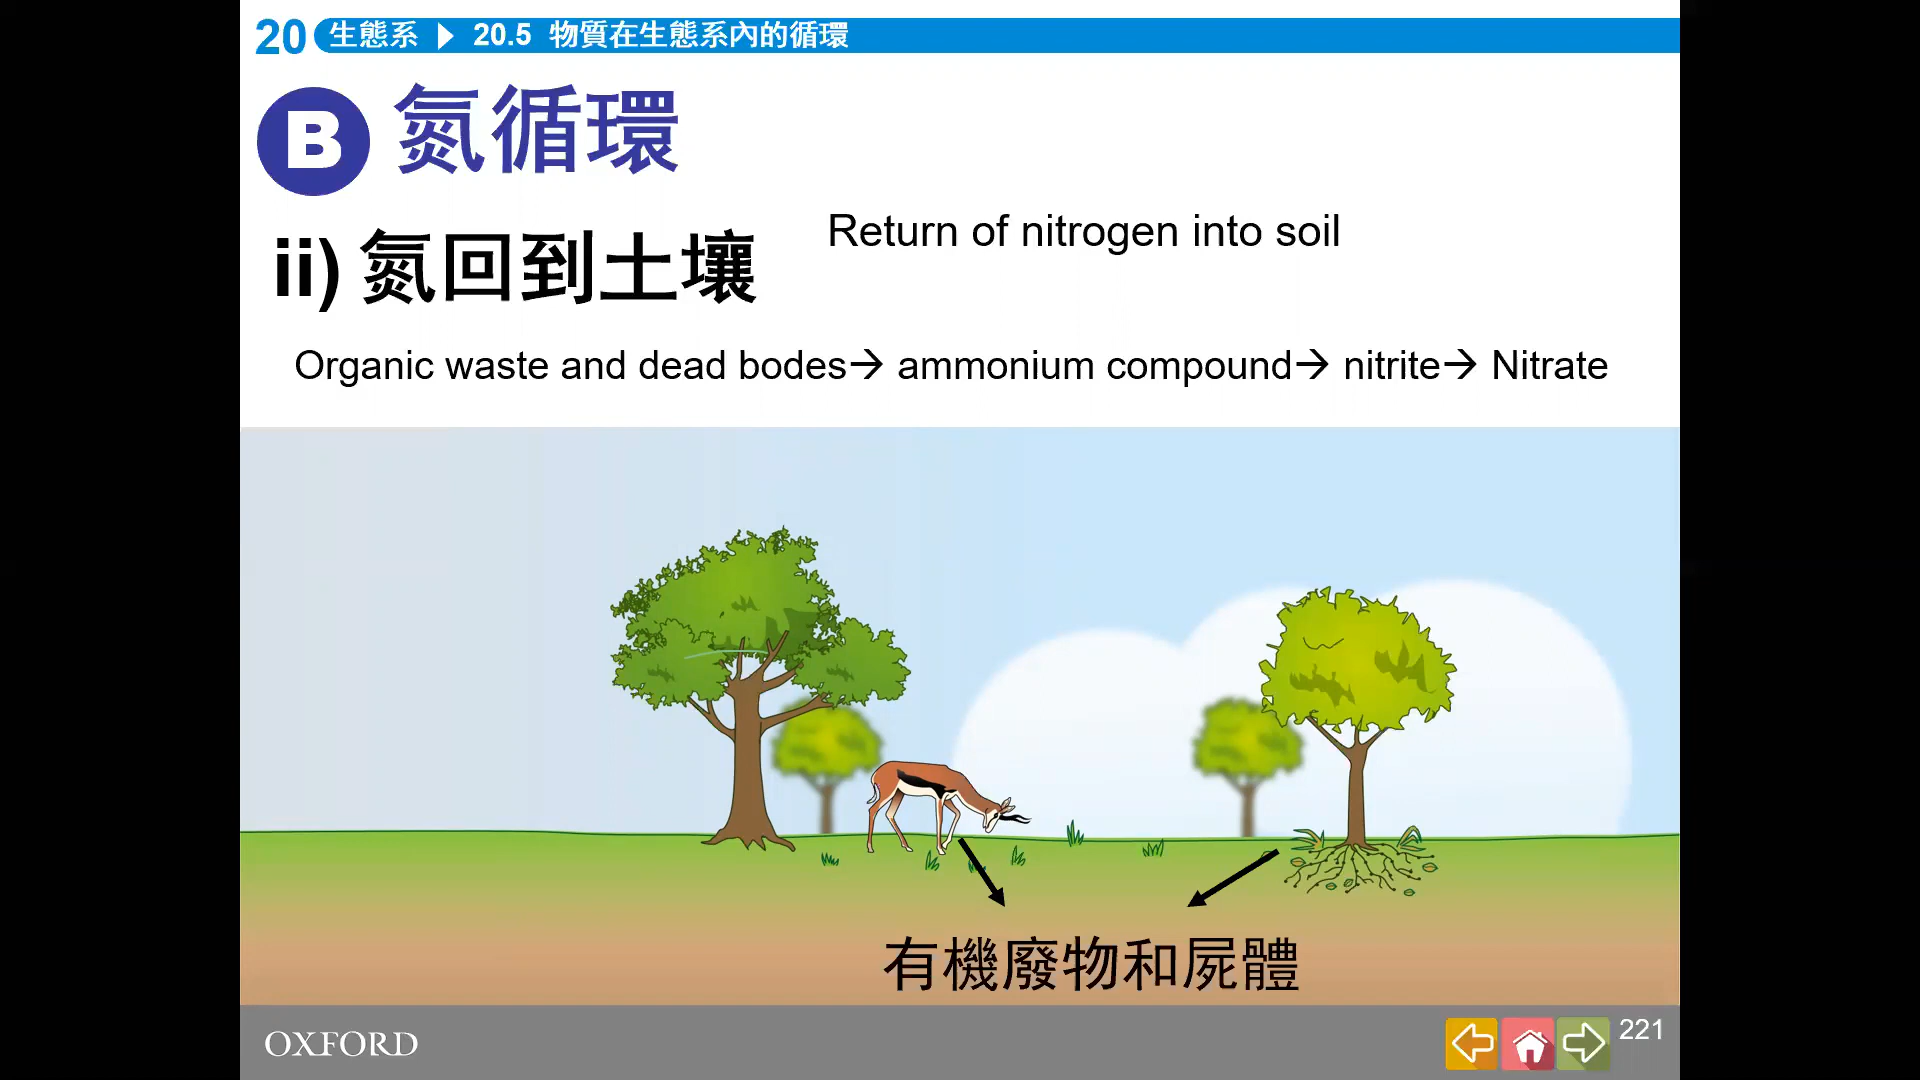 20 生態系 ▶ 20.5 物質在生態系內的循環
B 氮循環
Return of nitrogen into soil
ii) 氮回到土壤
Organic waste and dead bodes→ ammonium compound→ nitrite→ Nitrate
有機廢物和屍體
OXFORD
221